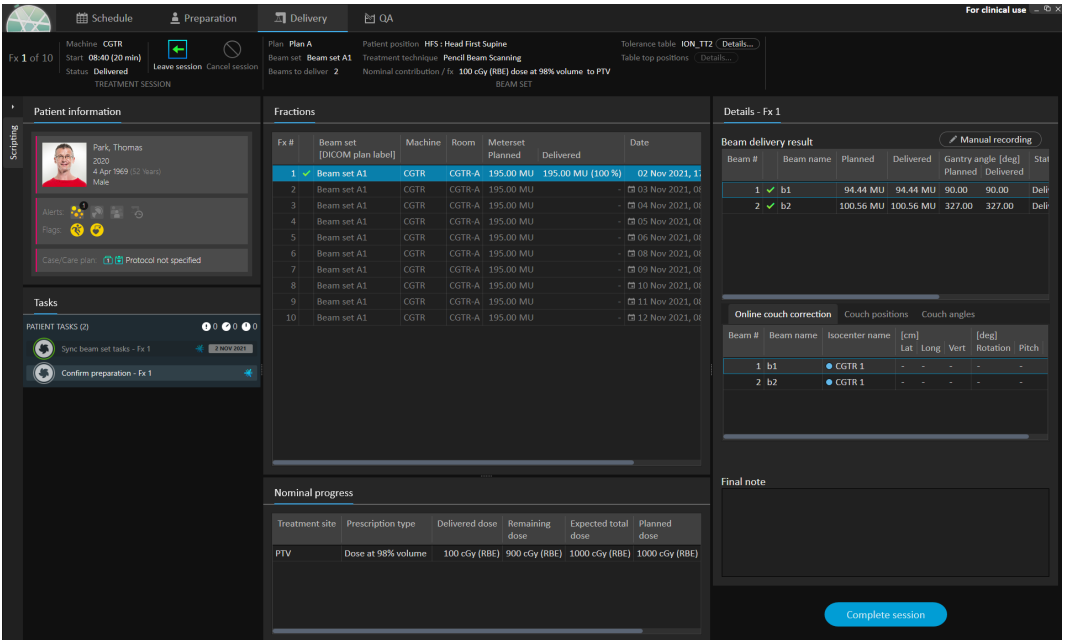 For clinical use
Schedule
Preparation
Delivery
QA
Fx 1 of 10
Machine CGTR
Start 08:40 (20 min)
Status Delivered
TREATMENT SESSION
Leave session
Cancel session
Plan Plan A
Beam set Beam set A1
Beams to deliver 2
Patient position HFS : Head First Supine
Treatment technique Pencil Beam Scanning
Nominal contribution / fx 100 cGy (RBE) dose at 98% volume to PTV
BEAM SET
Tolerance table ION_TT2 Details...
Table top positions Details...
Scripting
Patient information
Park, Thomas
2020
4 Apr 1969 (52 Years)
Male
Alerts: 1
Flags:
Case/Care plan: Protocol not specified
Tasks
PATIENT TASKS (2) 0 0 0
Sync beam set tasks - Fx 1 2 NOV 2021
Confirm preparation - Fx 1
Fractions
Fx # Beam set [DICOM plan label] Machine Room Meterset Planned Delivered Date
1 Beam set A1 CGTR CGTR-A 195.00 MU 195.00 MU (100 %) 02 Nov 2021, 17
2 Beam set A1 CGTR CGTR-A 195.00 MU - 03 Nov 2021, 08
3 Beam set A1 CGTR CGTR-A 195.00 MU - 04 Nov 2021, 08
4 Beam set A1 CGTR CGTR-A 195.00 MU - 05 Nov 2021, 08
5 Beam set A1 CGTR CGTR-A 195.00 MU - 06 Nov 2021, 08
6 Beam set A1 CGTR CGTR-A 195.00 MU - 08 Nov 2021, 08
7 Beam set A1 CGTR CGTR-A 195.00 MU - 09 Nov 2021, 08
8 Beam set A1 CGTR CGTR-A 195.00 MU - 10 Nov 2021, 08
9 Beam set A1 CGTR CGTR-A 195.00 MU - 11 Nov 2021, 08
10 Beam set A1 CGTR CGTR-A 195.00 MU - 12 Nov 2021, 08
Nominal progress
Treatment site Prescription type Delivered dose Remaining dose Expected total dose Planned dose
PTV Dose at 98% volume 100 cGy (RBE) 900 cGy (RBE) 1000 cGy (RBE) 1000 cGy (RBE)
Details - Fx 1
Beam delivery result
Manual recording
Beam # Beam name Planned Delivered Gantry angle [deg] Stat
Planned Delivered
1 b1 94.44 MU 94.44 MU 90.00 90.00 Deli
2 b2 100.56 MU 100.56 MU 327.00 327.00 Deli
Online couch correction Couch positions Couch angles
Beam # Beam name Isocenter name [cm] [deg]
Lat Long Vert Rotation Pitch
1 b1 CGTR 1 - - - - -
2 b2 CGTR 1 - - - - -
Final note
Complete session